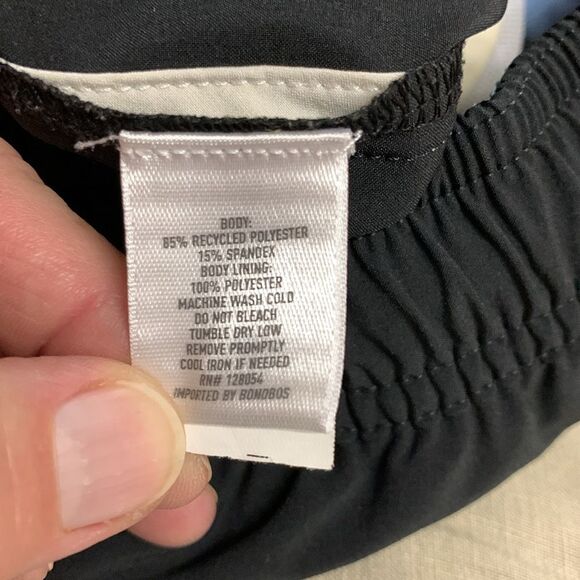 BODY:
85% RECYCLED POLYESTER
15% SPANDEX
BODY LINING:
100% POLYESTER
MACHINE WASH COLD
DO NOT BLEACH
TUMBLE DRY LOW
REMOVE PROMPTLY
COOL IRON IF NEEDED
RN# 128054
IMPORTED BY BONOBOS